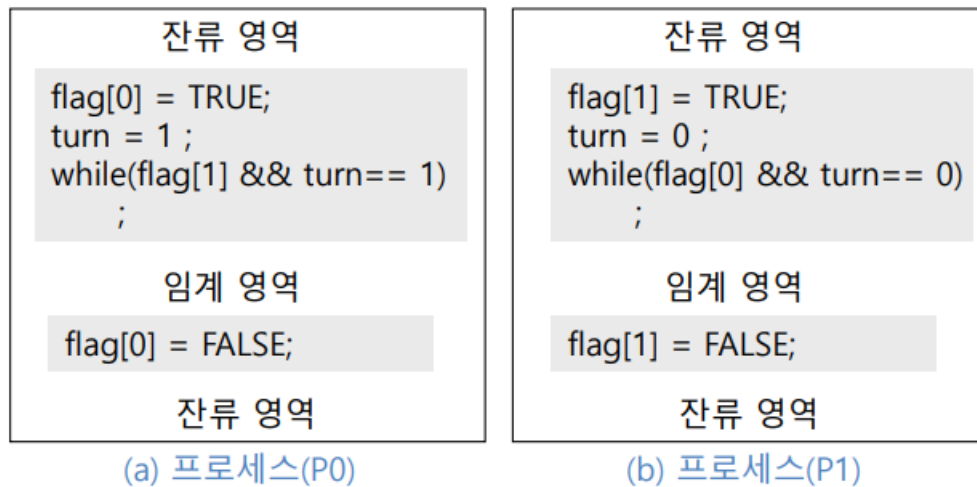 잔류 영역
flag[0] = TRUE;
turn = 1 ;
while(flag[1] && turn== 1)
;
임계 영역
flag[0] = FALSE;
잔류 영역
(a) 프로세스(P0)
잔류 영역
flag[1] = TRUE;
turn = 0 ;
while(flag[0] && turn== 0)
;
임계 영역
flag[1] = FALSE;
잔류 영역
(b) 프로세스(P1)